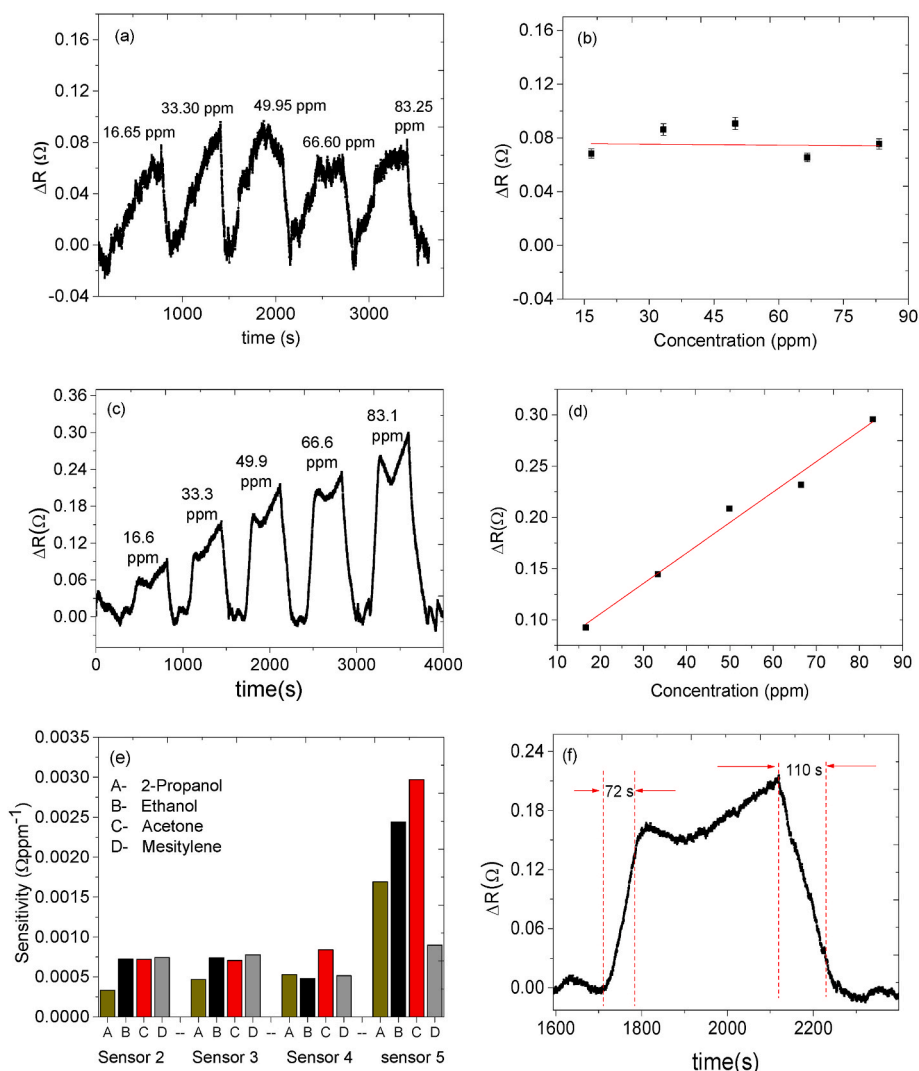 (a)
16.65 ppm
33.30 ppm
49.95 ppm
66.60 ppm
83.25
ppm
0.16
0.12
0.08
0.04
0.00
-0.04
ΔR (Ω)
1000
2000
3000
time (s)
(b)
0.16
0.12
0.08
0.04
0.00
-0.04
ΔR (Ω)
15
30
45
60
75
90
Concentration (ppm)
(c)
16.6
ppm
33.3
ppm
49.9
ppm
66.6
ppm
83.1
ppm
0.36
0.30
0.24
0.18
0.12
0.06
0.00
ΔR(Ω)
0
1000
2000
3000
4000
time(s)
(d)
0.30
0.25
0.20
0.15
0.10
ΔR(Ω)
10
20
30
40
50
60
70
80
90
Concentration (ppm)
(e)
A- 2-Propanol
B- Ethanol
C- Acetone
D- Mesitylene
0.0035
0.0030
0.0025
0.0020
0.0015
0.0010
0.0005
0.0000
Sensitivity (Ωppm⁻¹)
A B C D -- A B C D -- A B C D -- A B C D
Sensor 2 Sensor 3 Sensor 4 sensor 5
(f)
72 s
110 s
0.24
0.18
0.12
0.06
0.00
ΔR(Ω)
1600
1800
2000
2200
time(s)